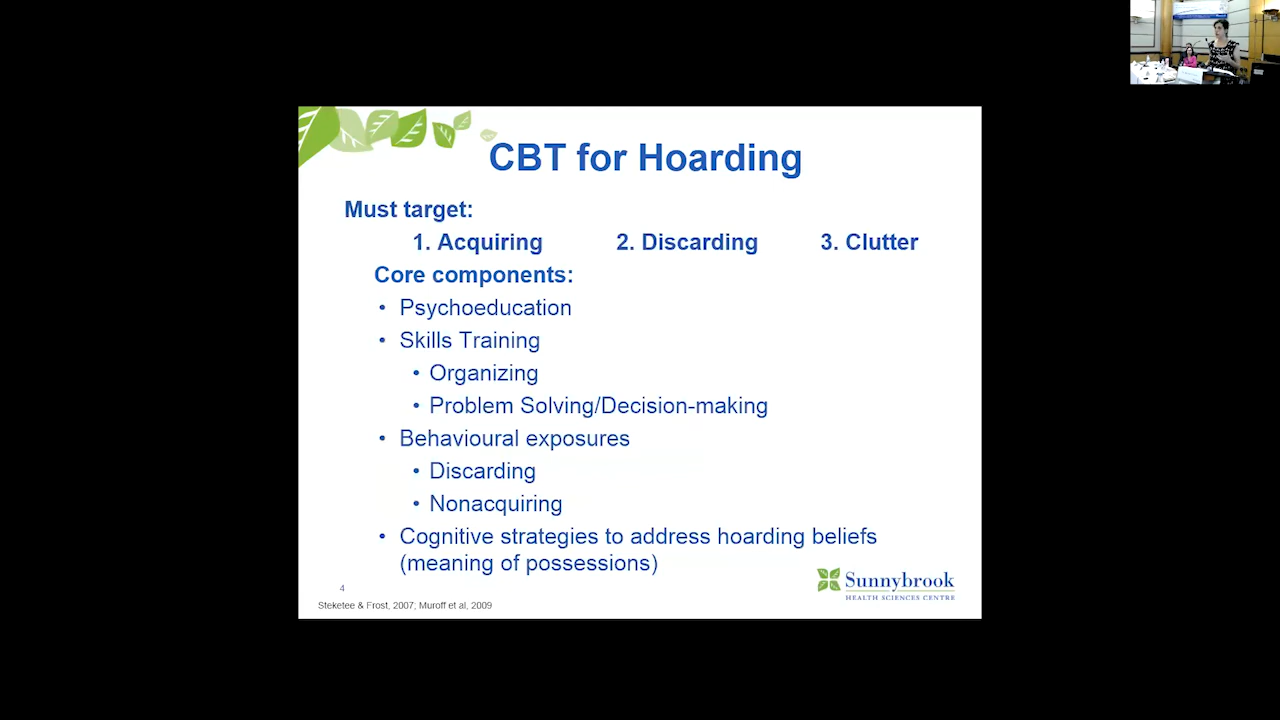 CBT for Hoarding
Must target:
1. Acquiring 2. Discarding 3. Clutter
Core components:
• Psychoeducation
• Skills Training
• Organizing
• Problem Solving/Decision-making
• Behavioural exposures
• Discarding
• Nonacquiring
• Cognitive strategies to address hoarding beliefs
(meaning of possessions)
4
Steketee & Frost, 2007; Muroff et al, 2009
Sunnybrook
HEALTH SCIENCES CENTRE